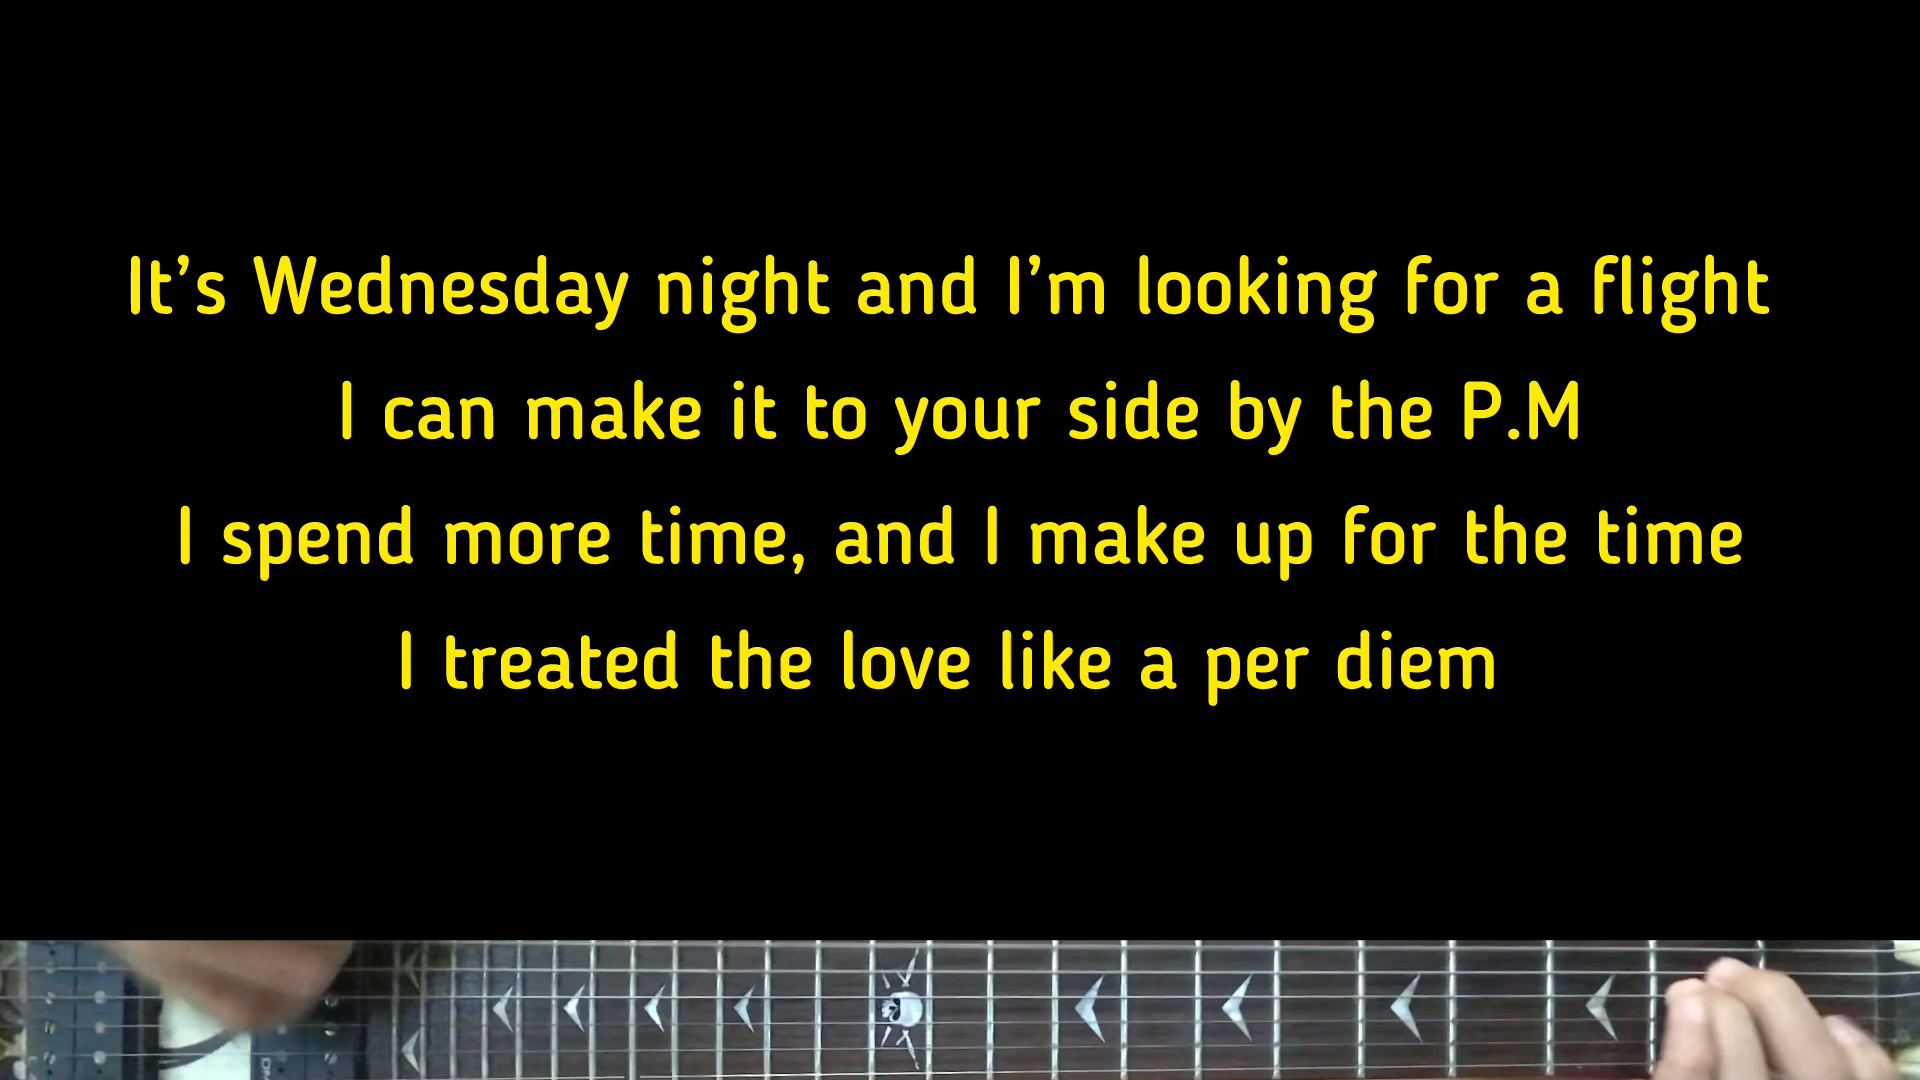 It’s Wednesday night and I’m looking for a flight
I can make it to your side by the P.M
I spend more time, and I make up for the time
I treated the love like a per diem